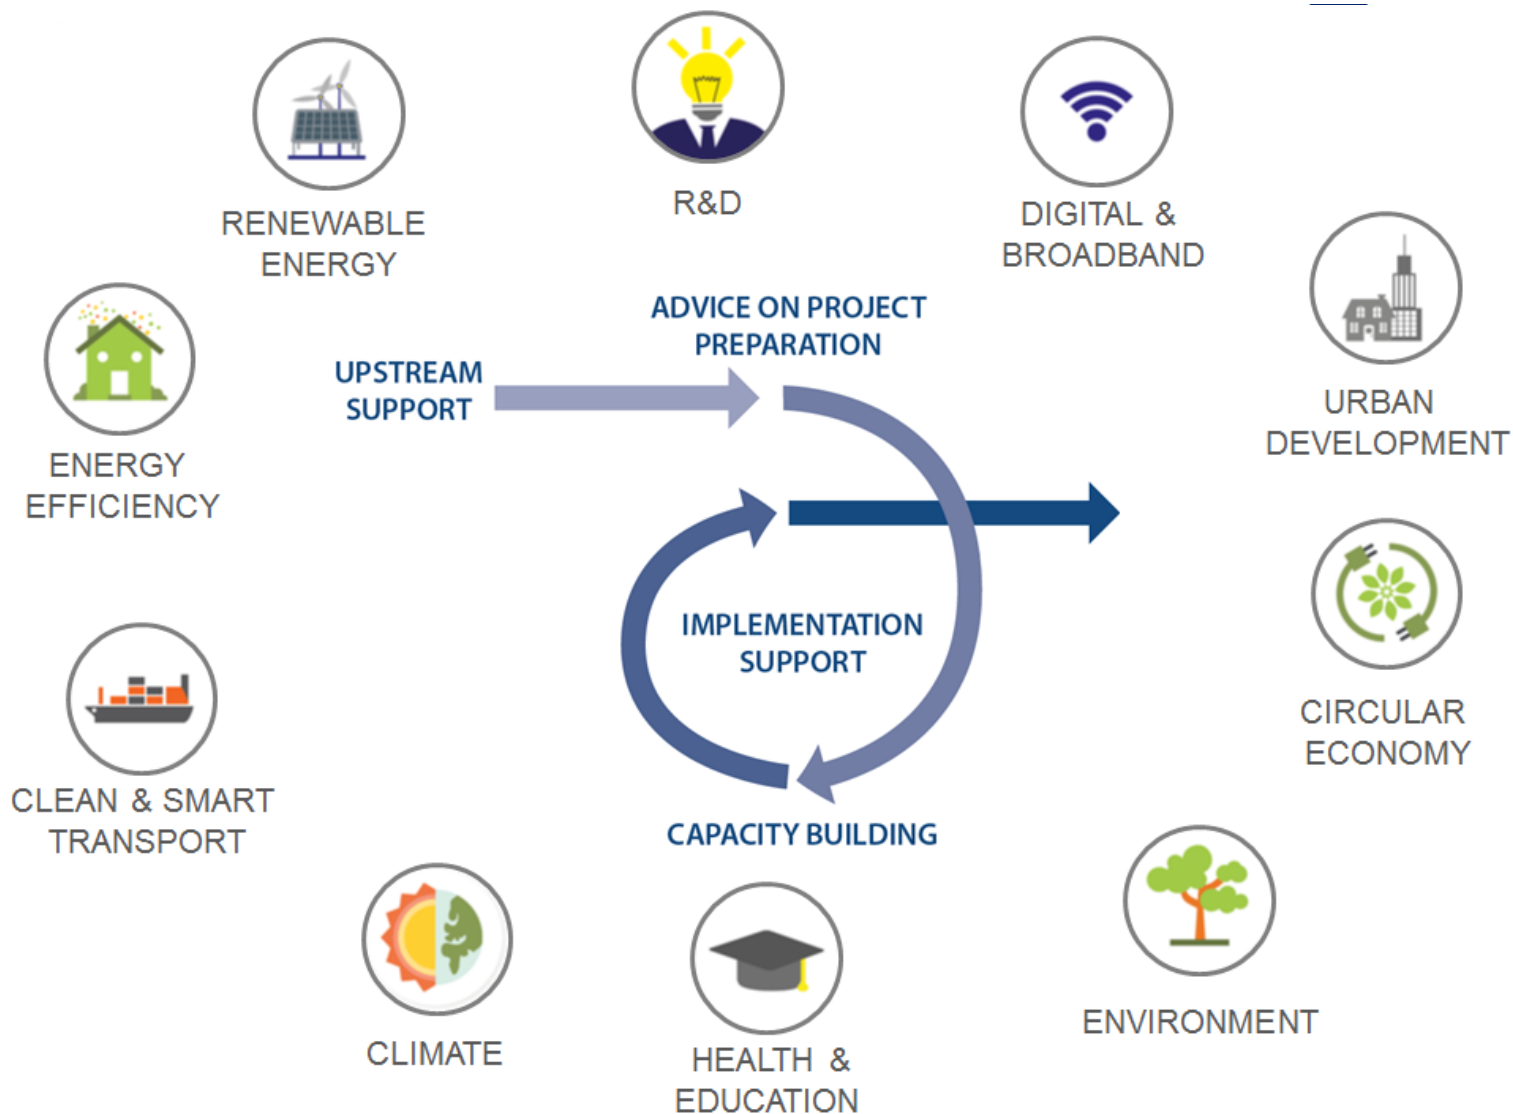 RENEWABLE
ENERGY
R&D
DIGITAL &
BROADBAND
URBAN
DEVELOPMENT
CIRCULAR
ECONOMY
ENVIRONMENT
HEALTH &
EDUCATION
CLIMATE
CLEAN & SMART
TRANSPORT
ENERGY
EFFICIENCY
UPSTREAM
SUPPORT
ADVICE ON PROJECT
PREPARATION
IMPLEMENTATION
SUPPORT
CAPACITY BUILDING